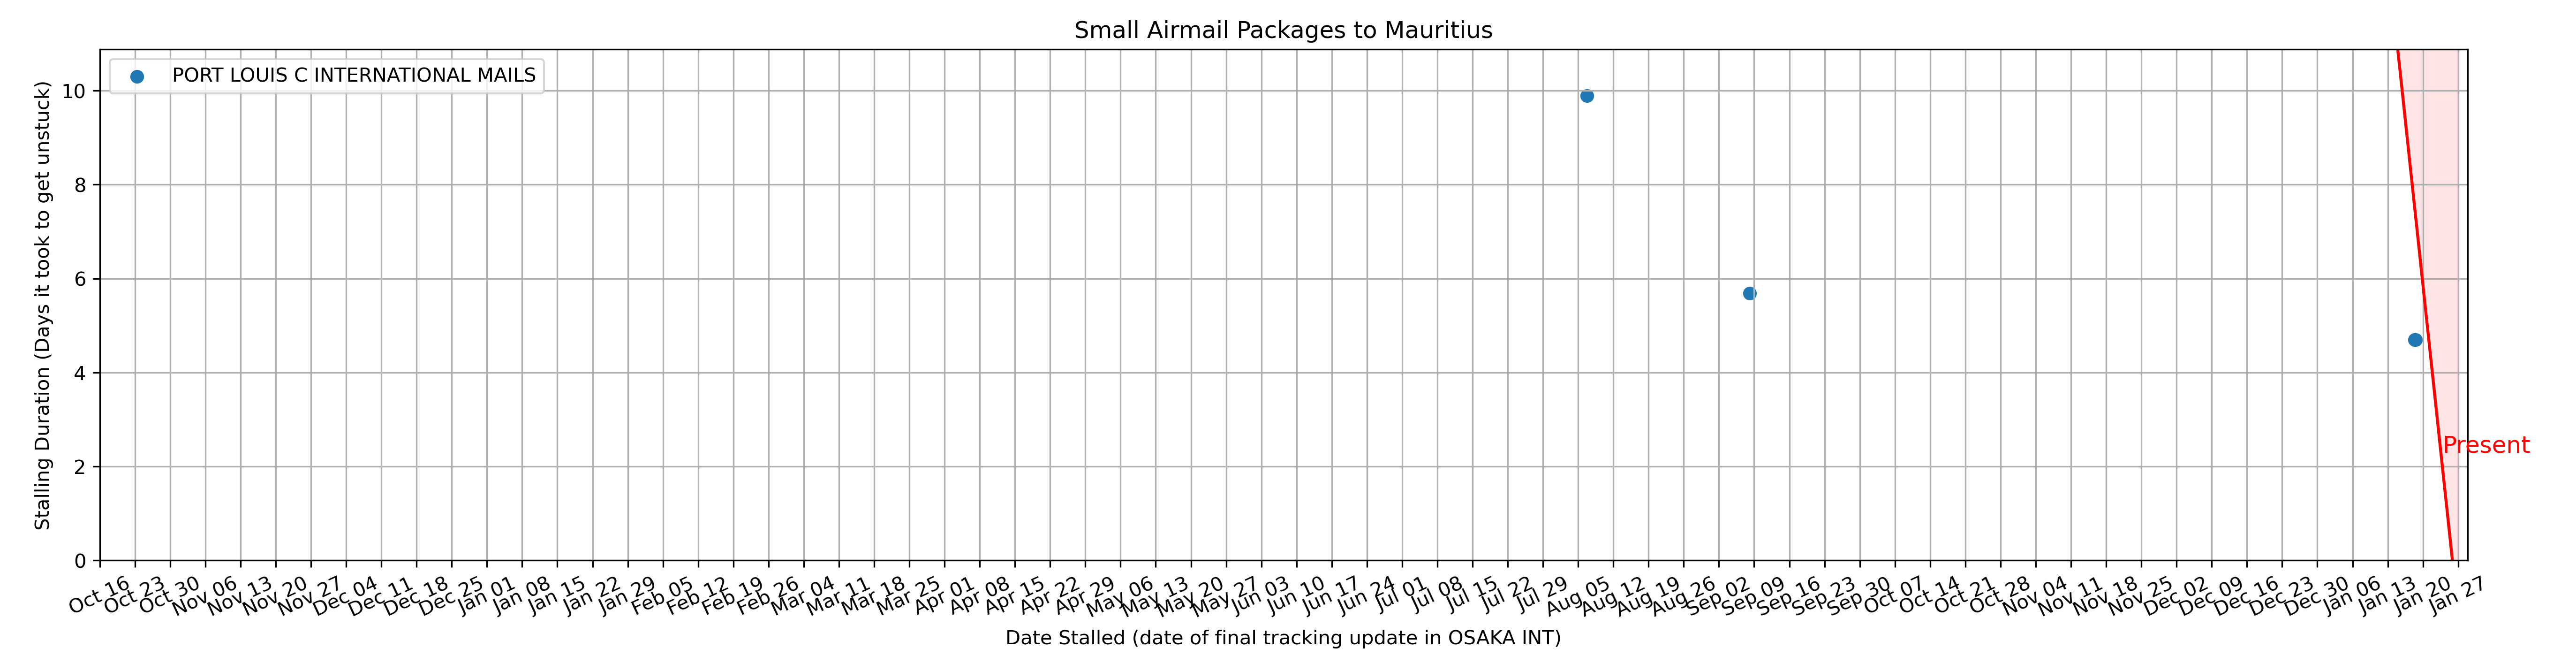 Small Airmail Packages to Mauritius
PORT LOUIS C INTERNATIONAL MAILS
Stalling Duration (Days it took to get unstuck)
10
8
6
4
2
0
Present
Oct 16
Oct 23
Oct 30
Nov 06
Nov 13
Nov 20
Nov 27
Dec 04
Dec 11
Dec 18
Dec 25
Jan 01
Jan 08
Jan 15
Jan 22
Jan 29
Feb 05
Feb 12
Feb 19
Feb 26
Mar 04
Mar 11
Mar 18
Mar 25
Apr 01
Apr 08
Apr 15
Apr 22
Apr 29
May 06
May 13
May 20
May 27
Jun 03
Jun 10
Jun 17
Jun 24
Jul 01
Jul 08
Jul 15
Jul 22
Jul 29
Aug 05
Aug 12
Aug 19
Aug 26
Sep 02
Sep 09
Sep 16
Sep 23
Sep 30
Oct 07
Oct 14
Oct 21
Oct 28
Nov 04
Nov 11
Nov 18
Nov 25
Dec 02
Dec 09
Dec 16
Dec 23
Dec 30
Jan 06
Jan 13
Jan 20
Jan 27
Date Stalled (date of final tracking update in OSAKA INT)